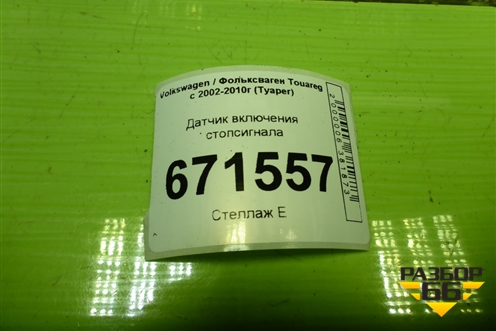 Volkswagen / Фольксваген Touareg
с 2002-2010г (Туарег)
Датчик включения
стопсигнала
671557
Стеллаж Е
РАЗБОР
66